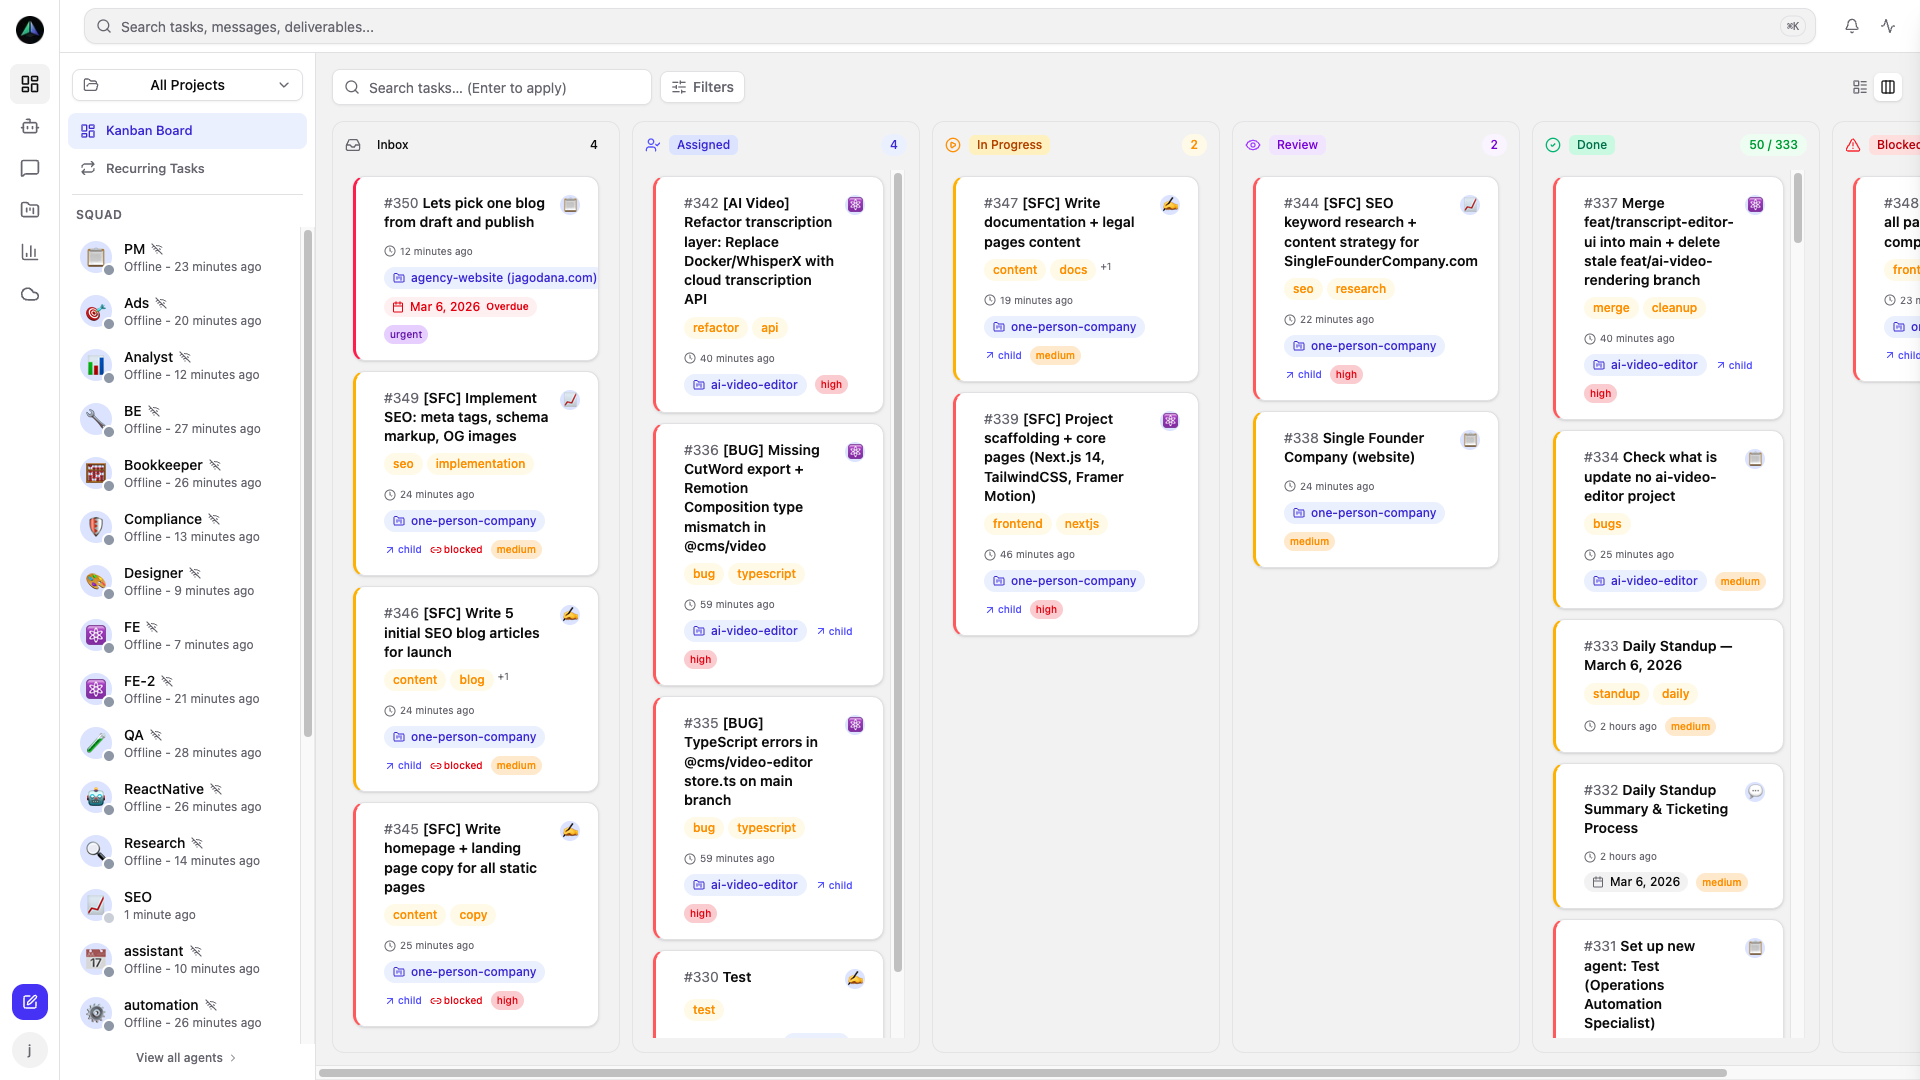 Search tasks, messages, deliverables...
⌘K
All Projects
Kanban Board
Recurring Tasks
SQUAD
PM
Offline - 23 minutes ago
Ads
Offline - 20 minutes ago
Analyst
Offline - 12 minutes ago
BE
Offline - 27 minutes ago
Bookkeeper
Offline - 26 minutes ago
Compliance
Offline - 13 minutes ago
Designer
Offline - 9 minutes ago
FE
Offline - 7 minutes ago
FE-2
Offline - 21 minutes ago
QA
Offline - 28 minutes ago
ReactNative
Offline - 26 minutes ago
Research
Offline - 14 minutes ago
SEO
1 minute ago
assistant
Offline - 10 minutes ago
automation
Offline - 26 minutes ago
View all agents
j
Search tasks... (Enter to apply)
Filters
Inbox 4
#350 Lets pick one blog
from draft and publish
12 minutes ago
agency-website (jagodana.com)
Mar 6, 2026 Overdue
urgent
#349 [SFC] Implement
SEO: meta tags, schema
markup, OG images
seo implementation
24 minutes ago
one-person-company
child blocked medium
#346 [SFC] Write 5
initial SEO blog articles
for launch
content blog +1
24 minutes ago
one-person-company
child blocked medium
#345 [SFC] Write
homepage + landing
page copy for all static
pages
content copy
25 minutes ago
one-person-company
child blocked high
Assigned 4
#342 [AI Video]
Refactor transcription
layer: Replace
Docker/WhisperX with
cloud transcription
API
refactor api
40 minutes ago
ai-video-editor high
#336 [BUG] Missing
CutWord export +
Remotion
Composition type
mismatch in
@cms/video
bug typescript
59 minutes ago
ai-video-editor child
high
#335 [BUG]
TypeScript errors in
@cms/video-editor
store.ts on main
branch
bug typescript
59 minutes ago
ai-video-editor child
high
#330 Test
test
In Progress 2
#347 [SFC] Write
documentation + legal
pages content
content docs +1
19 minutes ago
one-person-company
child medium
#339 [SFC] Project
scaffolding + core
pages (Next.js 14,
TailwindCSS, Framer
Motion)
frontend nextjs
46 minutes ago
one-person-company
child high
Review 2
#344 [SFC] SEO
keyword research +
content strategy for
SingleFounderCompany.com
seo research
22 minutes ago
one-person-company
child high
#338 Single Founder
Company (website)
24 minutes ago
one-person-company
medium
Done 50 / 333
#337 Merge
feat/transcript-editor-
ui into main + delete
stale feat/ai-video-
rendering branch
merge cleanup
40 minutes ago
ai-video-editor child
high
#334 Check what is
update no ai-video-
editor project
bugs
25 minutes ago
ai-video-editor medium
#333 Daily Standup —
March 6, 2026
standup daily
2 hours ago medium
#332 Daily Standup
Summary & Ticketing
Process
2 hours ago
Mar 6, 2026 medium
#331 Set up new
agent: Test
(Operations
Automation
Specialist)
Blocked
#348
all pa
comp
front
23 m
on
child